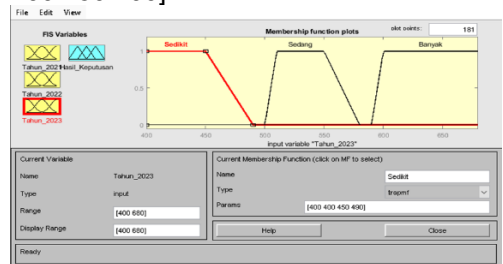 File Edit View
FIS Variables
Tahun_2021
Hasil_Keputusan
Tahun_2022
Tahun_2023
Membership function plots
plot points:
181
Sedikit
Sedang
Banyak
1
0.5
0
400 450 500 550 600 650
input variable "Tahun_2023"
Current Variable
Name Tahun_2023
Type input
Range [400 680]
Display Range [400 680]
Current Membership Function (click on MF to select)
Name Sedikit
Type trapmf
Params [400 400 450 490]
Help
Close
Ready